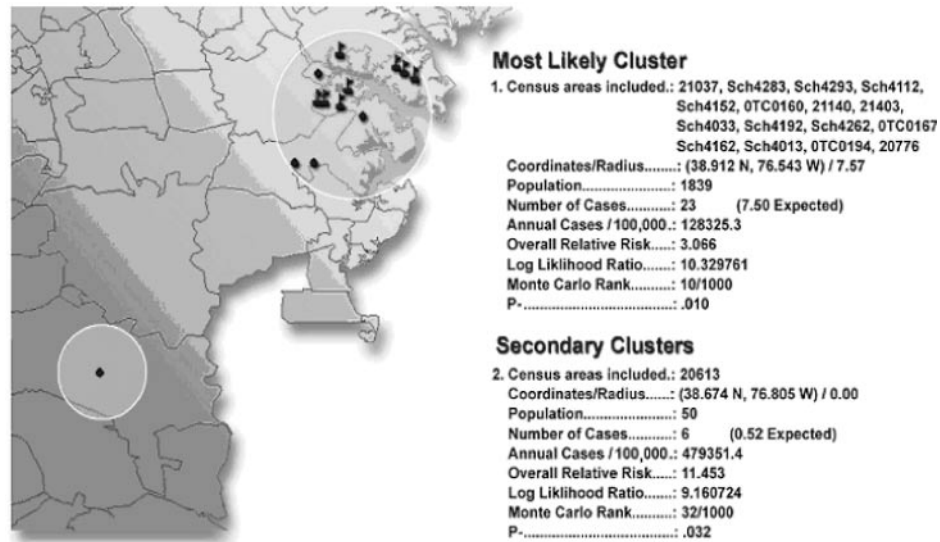 Most Likely Cluster
1. Census areas included.: 21037, Sch4283, Sch4293, Sch4112,
Sch4152, 0TC0160, 21140, 21403,
Sch4033, Sch4192, Sch4262, 0TC0167
Sch4162, Sch4013, 0TC0194, 20776
Coordinates/Radius........: (38.912 N, 76.543 W) / 7.57
Population.......................: 1839
Number of Cases............: 23 (7.50 Expected)
Annual Cases / 100,000.: 128325.3
Overall Relative Risk.....: 3.066
Log Liklihood Ratio.......: 10.329761
Monte Carlo Rank..........: 10/1000
P-.....................................: .010
Secondary Clusters
2. Census areas included.: 20613
Coordinates/Radius......: (38.674 N, 76.805 W) / 0.00
Population.......................: 50
Number of Cases............: 6 (0.52 Expected)
Annual Cases / 100,000.: 479351.4
Overall Relative Risk.....: 11.453
Log Liklihood Ratio.......: 9.160724
Monte Carlo Rank..........: 32/1000
P-.....................................: .032